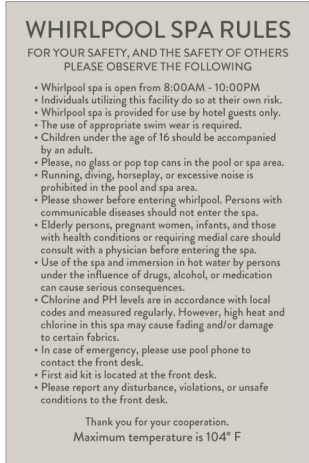 WHIRLPOOL SPA RULES
FOR YOUR SAFETY, AND THE SAFETY OF OTHERS
PLEASE OBSERVE THE FOLLOWING
• Whirlpool spa is open from 8:00AM - 10:00PM
• Individuals utilizing this facility do so at their own risk.
• Whirlpool spa is provided for use by hotel guests only.
• The use of appropriate swim wear is required.
• Children under the age of 16 should be accompanied
by an adult.
• Please, no glass or pop top cans in the pool or spa area.
• Running, diving, horseplay, or excessive noise is
prohibited in the pool and spa area.
• Please shower before entering whirlpool. Persons with
communicable diseases should not enter the spa.
• Elderly persons, pregnant women, infants, and those
with health conditions or requiring medial care should
consult with a physician before entering the spa.
• Use of the spa and immersion in hot water by persons
under the influence of drugs, alcohol, or medication
can cause serious consequences.
• Chlorine and PH levels are in accordance with local
codes and measured regularly. However, high heat and
chlorine in this spa may cause fading and/or damage
to certain fabrics.
• In case of emergency, please use pool phone to
contact the front desk.
• First aid kit is located at the front desk.
• Please report any disturbance, violations, or unsafe
conditions to the front desk.
Thank you for your cooperation.
Maximum temperature is 104° F